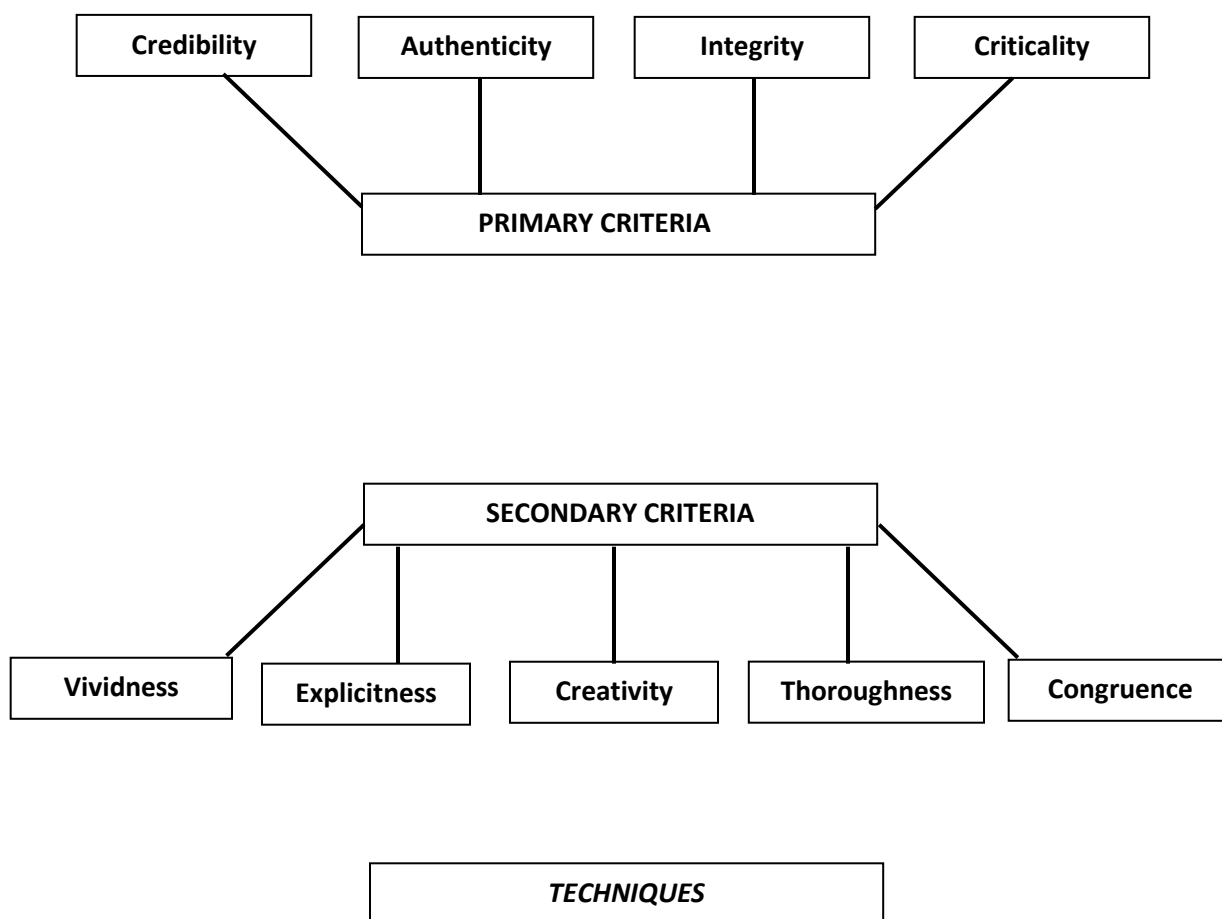 Credibility
Authenticity
Integrity
Criticality
PRIMARY CRITERIA
SECONDARY CRITERIA
Vividness
Explicitness
Creativity
Thoroughness
Congruence
TECHNIQUES